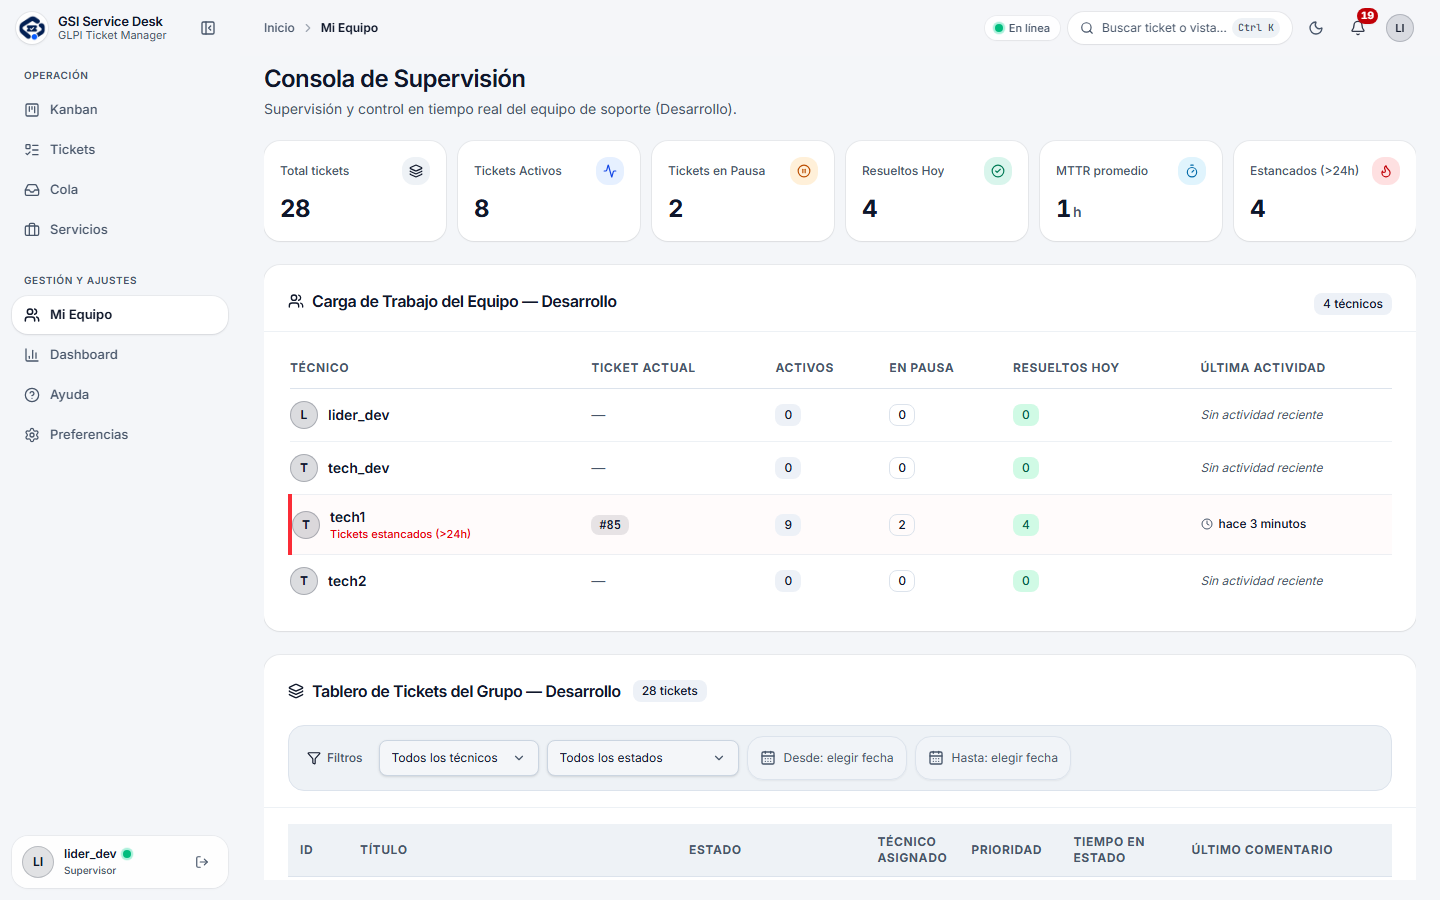 GSI Service Desk
GLPI Ticket Manager
Inicio
Mi Equipo
En línea
Buscar ticket o vista...
Ctrl K
19
LI
OPERACIÓN
Kanban
Tickets
Cola
Servicios
GESTIÓN Y AJUSTES
Mi Equipo
Dashboard
Ayuda
Preferencias
LI
lider_dev
Supervisor
Consola de Supervisión
Supervisión y control en tiempo real del equipo de soporte (Desarrollo).
Total tickets
28
Tickets Activos
8
Tickets en Pausa
2
Resueltos Hoy
4
MTTR promedio
1 h
Estancados (>24h)
4
Carga de Trabajo del Equipo — Desarrollo
4 técnicos
TÉCNICO TICKET ACTUAL ACTIVOS EN PAUSA RESUELTOS HOY ÚLTIMA ACTIVIDAD
L lider_dev — 0 0 0 Sin actividad reciente
T tech_dev — 0 0 0 Sin actividad reciente
T tech1 #85 9 2 4 hace 3 minutos
Tickets estancados (>24h)
T tech2 — 0 0 0 Sin actividad reciente
Tablero de Tickets del Grupo — Desarrollo
28 tickets
Filtros
Todos los técnicos
Todos los estados
Desde: elegir fecha
Hasta: elegir fecha
ID TÍTULO ESTADO TÉCNICO ASIGNADO PRIORIDAD TIEMPO EN ESTADO ÚLTIMO COMENTARIO